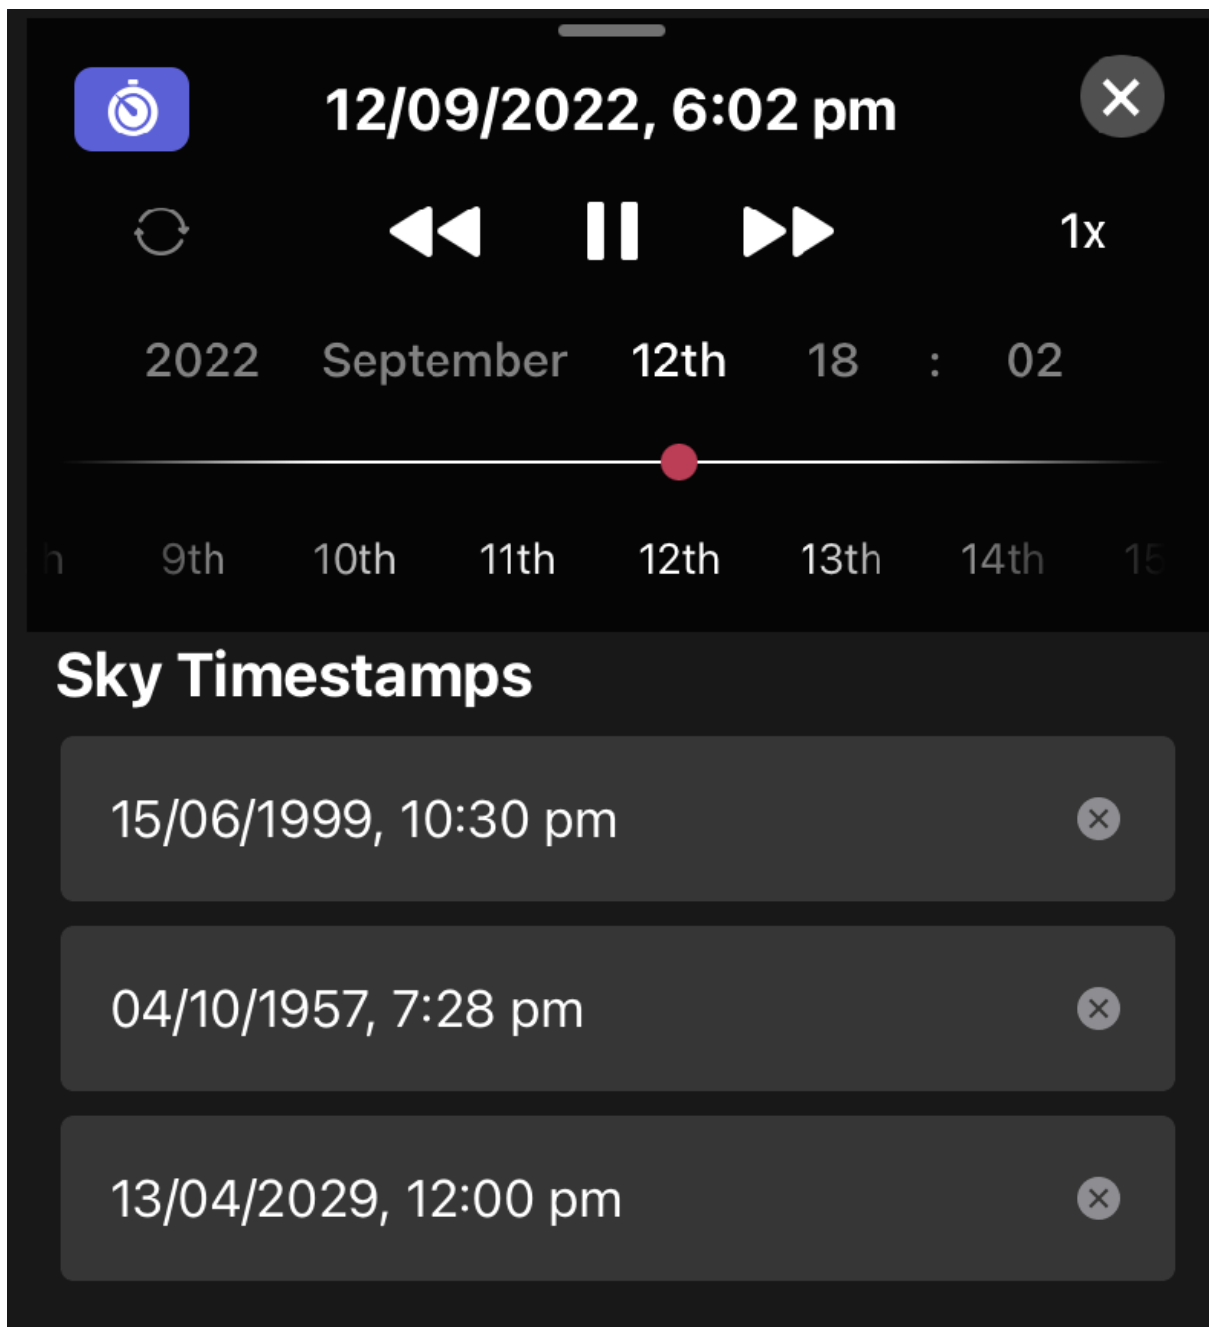 12/09/2022, 6:02 pm
1x
2022 September 12th 18 : 02
h 9th 10th 11th 12th 13th 14th 15
Sky Timestamps
15/06/1999, 10:30 pm
04/10/1957, 7:28 pm
13/04/2029, 12:00 pm